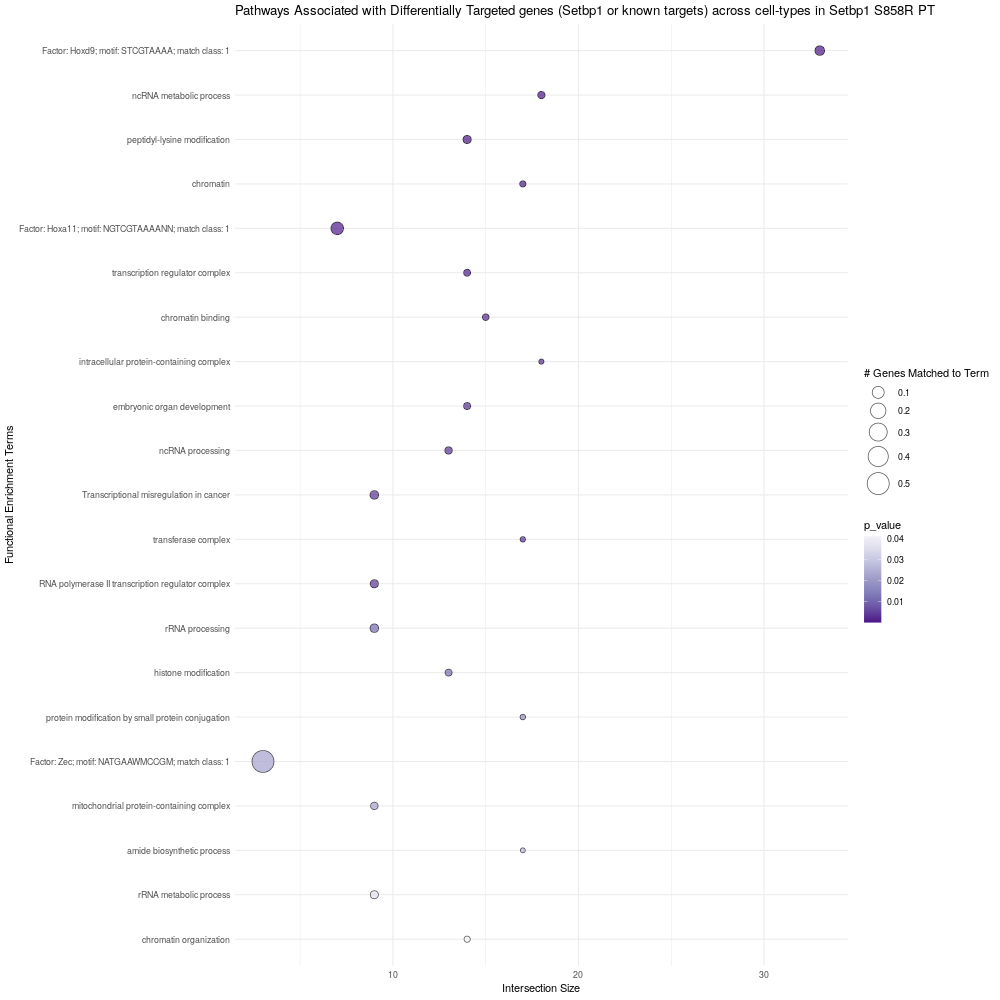 Pathways Associated with Differentially Targeted genes (Setbp1 or known targets) across cell-types in Setbp1 S858R PT
Factor: Hoxd9; motif: STCGTAAAA; match class: 1
ncRNA metabolic process
peptidyl-lysine modification
chromatin
Factor: Hoxa11; motif: NGTCGTAAAANN; match class: 1
transcription regulator complex
chromatin binding
intracellular protein-containing complex
embryonic organ development
ncRNA processing
Transcriptional misregulation in cancer
transferase complex
RNA polymerase II transcription regulator complex
rRNA processing
histone modification
protein modification by small protein conjugation
Factor: Zec; motif: NATGAAWMCCGM; match class: 1
mitochondrial protein-containing complex
amide biosynthetic process
rRNA metabolic process
chromatin organization
Functional Enrichment Terms
10
20
30
Intersection Size
# Genes Matched to Term
0.1
0.2
0.3
0.4
0.5
p_value
0.04
0.03
0.02
0.01